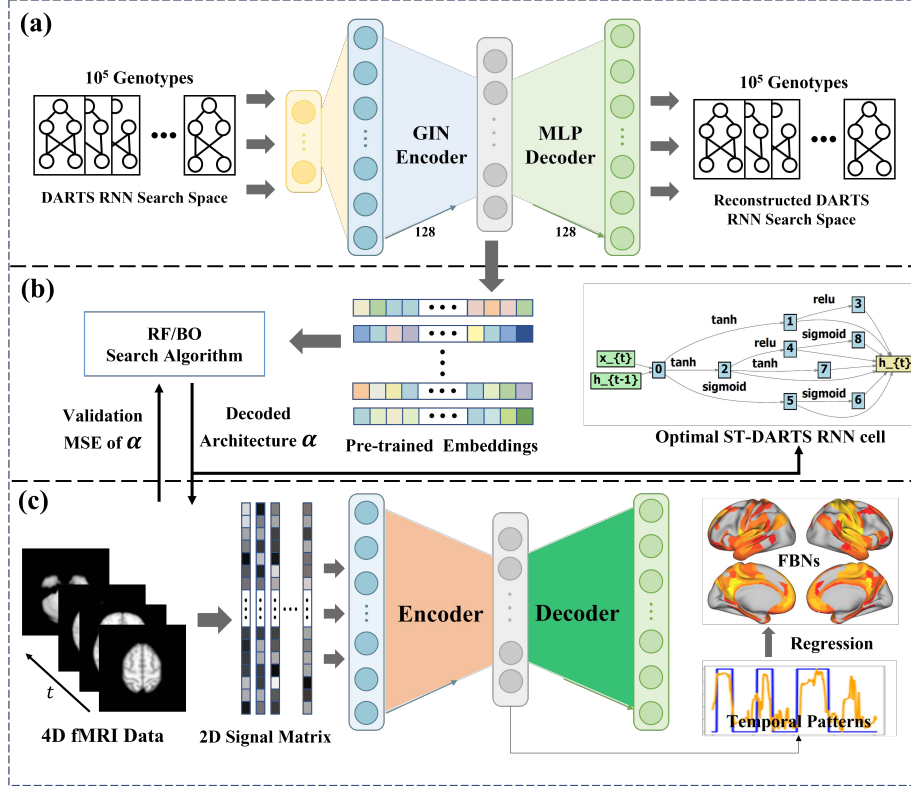 (a)
10⁵ Genotypes
DARTS RNN Search Space
GIN
Encoder
128
MLP
Decoder
128
10⁵ Genotypes
Reconstructed DARTS
RNN Search Space
(b)
RF/BO
Search Algorithm
Validation
MSE of α
Decoded
Architecture α
Pre-trained Embeddings
x_{t}
h_{t-1}
0
tanh
tanh
sigmoid
1
2
5
relu
relu
tanh
sigmoid
sigmoid
3
4
8
7
6
h_{t}
Optimal ST-DARTS RNN cell
(c)
t
4D fMRI Data
2D Signal Matrix
Encoder
Decoder
FBNs
Regression
Temporal Patterns